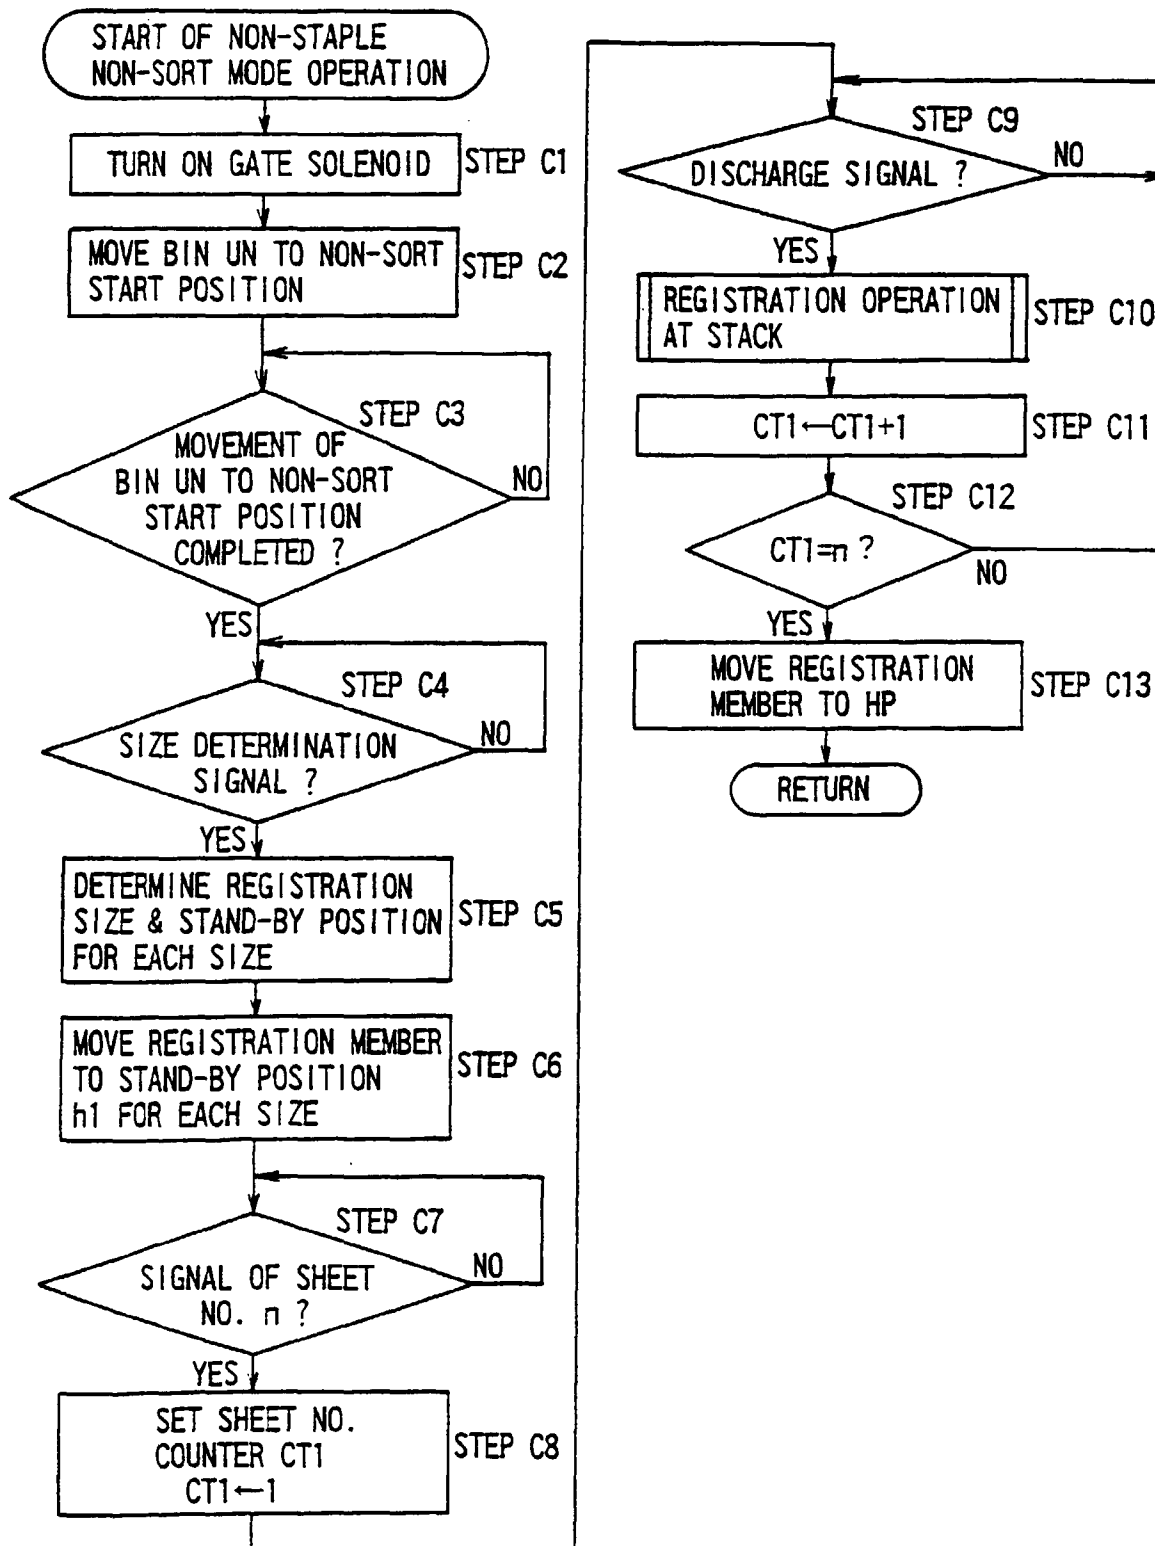 START OF NON-STAPLE
NON-SORT MODE OPERATION
TURN ON GATE SOLENOID
STEP C1
MOVE BIN UN TO NON-SORT
START POSITION
STEP C2
STEP C3
MOVEMENT OF
BIN UN TO NON-SORT
START POSITION
COMPLETED ?
NO
YES
STEP C4
SIZE DETERMINATION
SIGNAL ?
NO
YES
DETERMINE REGISTRATION
SIZE & STAND-BY POSITION
FOR EACH SIZE
STEP C5
MOVE REGISTRATION MEMBER
TO STAND-BY POSITION
h1 FOR EACH SIZE
STEP C6
STEP C7
SIGNAL OF SHEET
NO. n ?
NO
YES
SET SHEET NO.
COUNTER CT1
CT1←1
STEP C8
STEP C9
DISCHARGE SIGNAL ?
NO
YES
REGISTRATION OPERATION
AT STACK
STEP C10
CT1←CT1+1
STEP C11
STEP C12
CT1=n ?
NO
YES
MOVE REGISTRATION
MEMBER TO HP
STEP C13
RETURN